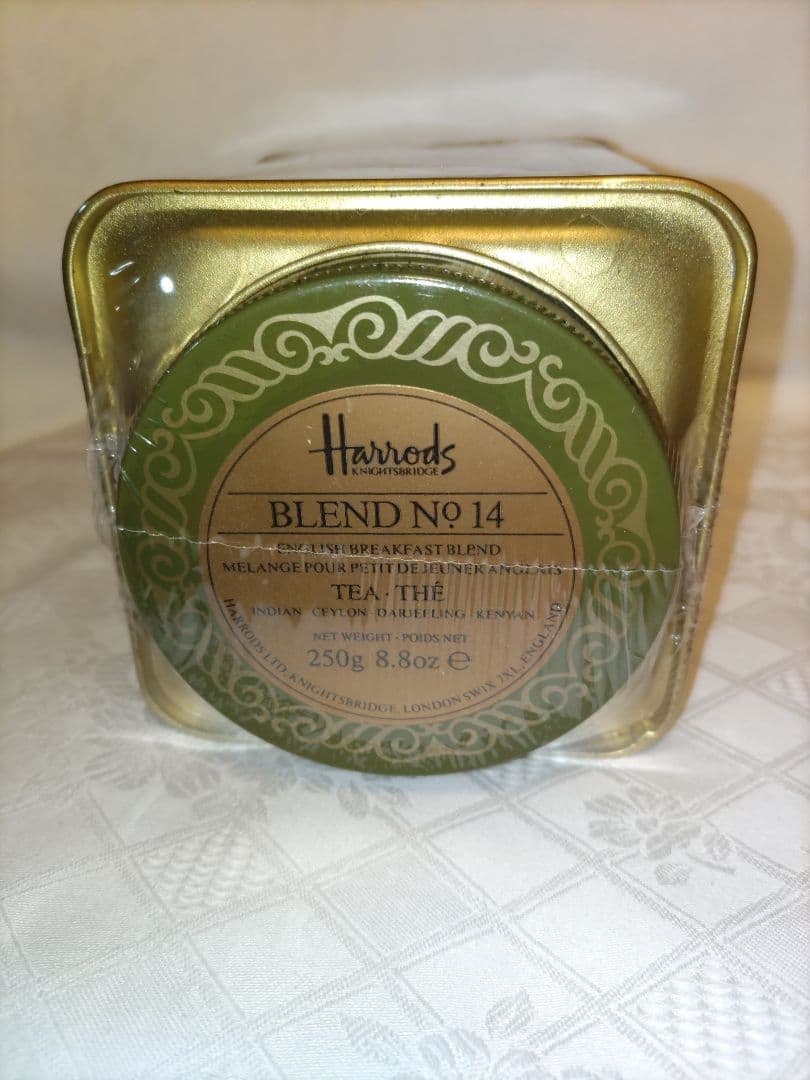 Harrods
KNIGHTSBRIDGE
BLEND Nº 14
ENGLISH BREAKFAST BLEND
MELANGE POUR PETIT DEJEUNER ANGLAIS
TEA · THÉ
INDIAN · CEYLON · DARJEELING · KENYAN
NET WEIGHT · POIDS NET
250g 8.8oz ℮
HARRODS LTD. KNIGHTSBRIDGE, LONDON SW1X 7XL, ENGLAND